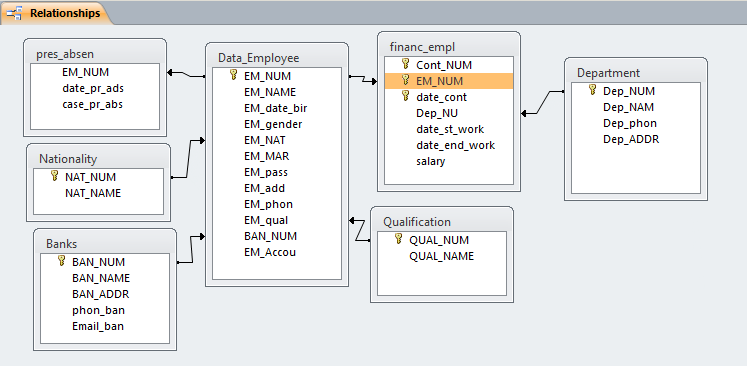 Relationships
pres_absen
EM_NUM
date_pr_ads
case_pr_abs
Nationality
NAT_NUM
NAT_NAME
Banks
BAN_NUM
BAN_NAME
BAN_ADDR
phon_ban
Email_ban
Data_Employee
EM_NUM
EM_NAME
EM_date_bir
EM_gender
EM_NAT
EM_MAR
EM_pass
EM_add
EM_phon
EM_qual
BAN_NUM
EM_Accou
financ_empl
Cont_NUM
EM_NUM
date_cont
Dep_NU
date_st_work
date_end_work
salary
Qualification
QUAL_NUM
QUAL_NAME
Department
Dep_NUM
Dep_NAM
Dep_phon
Dep_ADDR